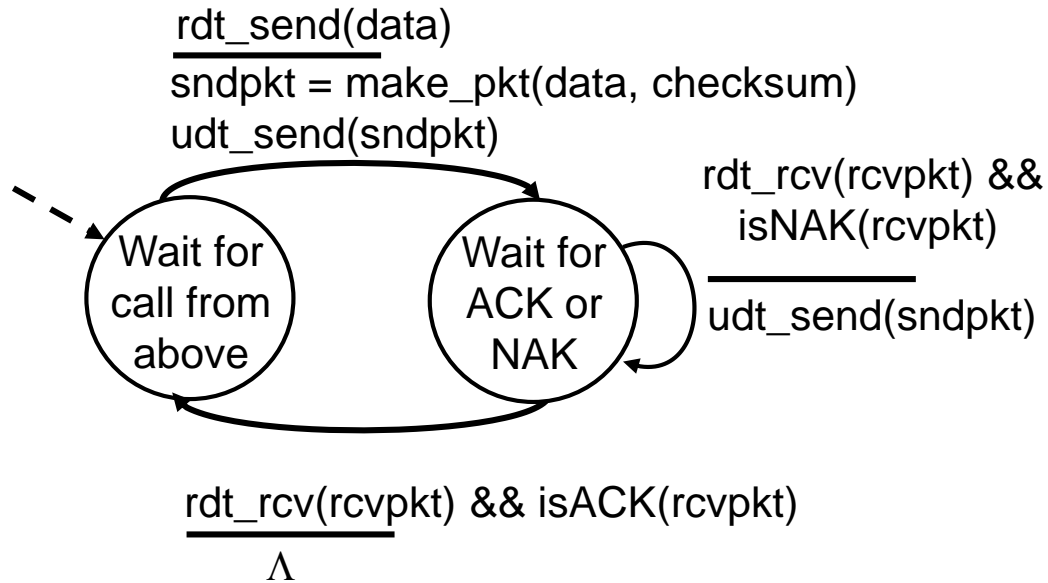 rdt_send(data)
sndpkt = make_pkt(data, checksum)
udt_send(sndpkt)
Wait for
call from
above
Wait for
ACK or
NAK
rdt_rcv(rcvpkt) &&
isNAK(rcvpkt)
udt_send(sndpkt)
rdt_rcv(rcvpkt) && isACK(rcvpkt)
Λ